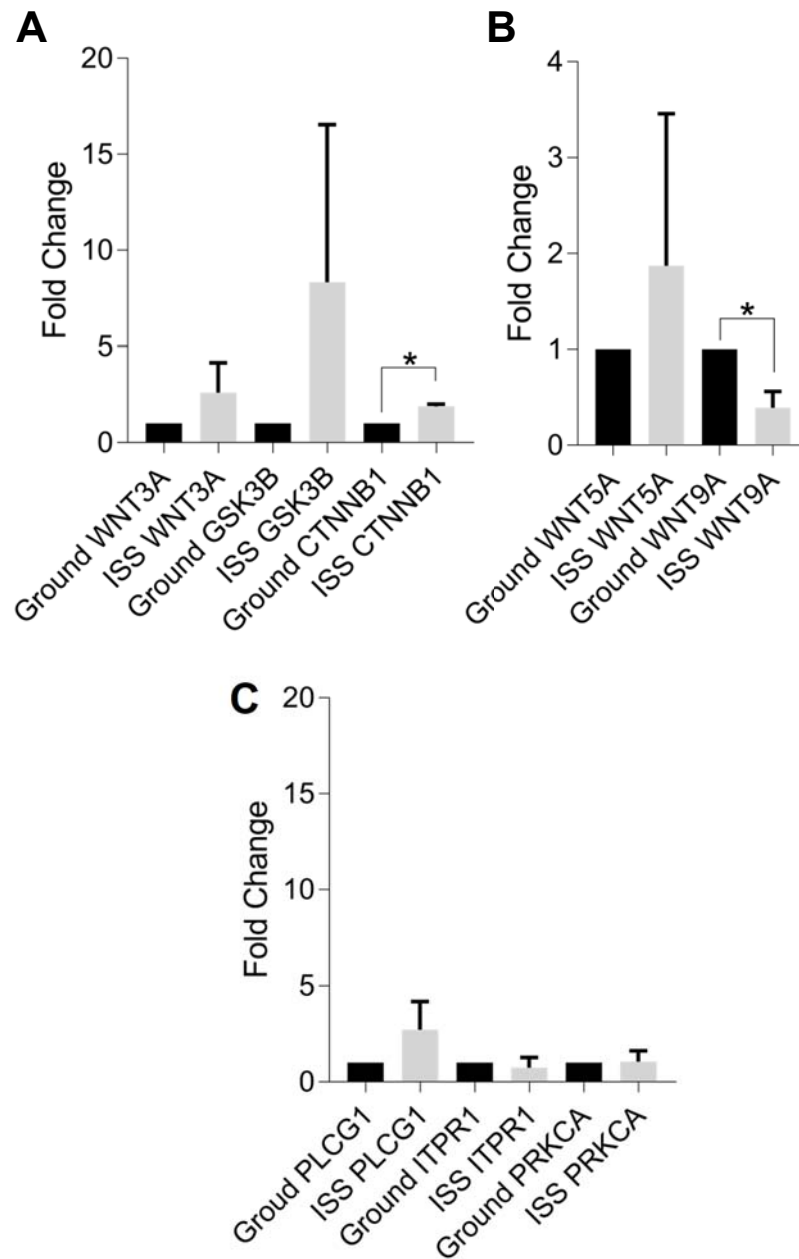 A
Fold Change
20
15
10
5
0
*
Ground WNT3A
ISS WNT3A
Ground GSK3B
ISS GSK3B
Ground CTNNB1
ISS CTNNB1
B
Fold Change
4
3
2
1
0
*
Ground WNT5A
ISS WNT5A
Ground WNT9A
ISS WNT9A
C
Fold Change
20
15
10
5
0
Groud PLCG1
ISS PLCG1
Ground ITPR1
ISS ITPR1
Ground PRKCA
ISS PRKCA